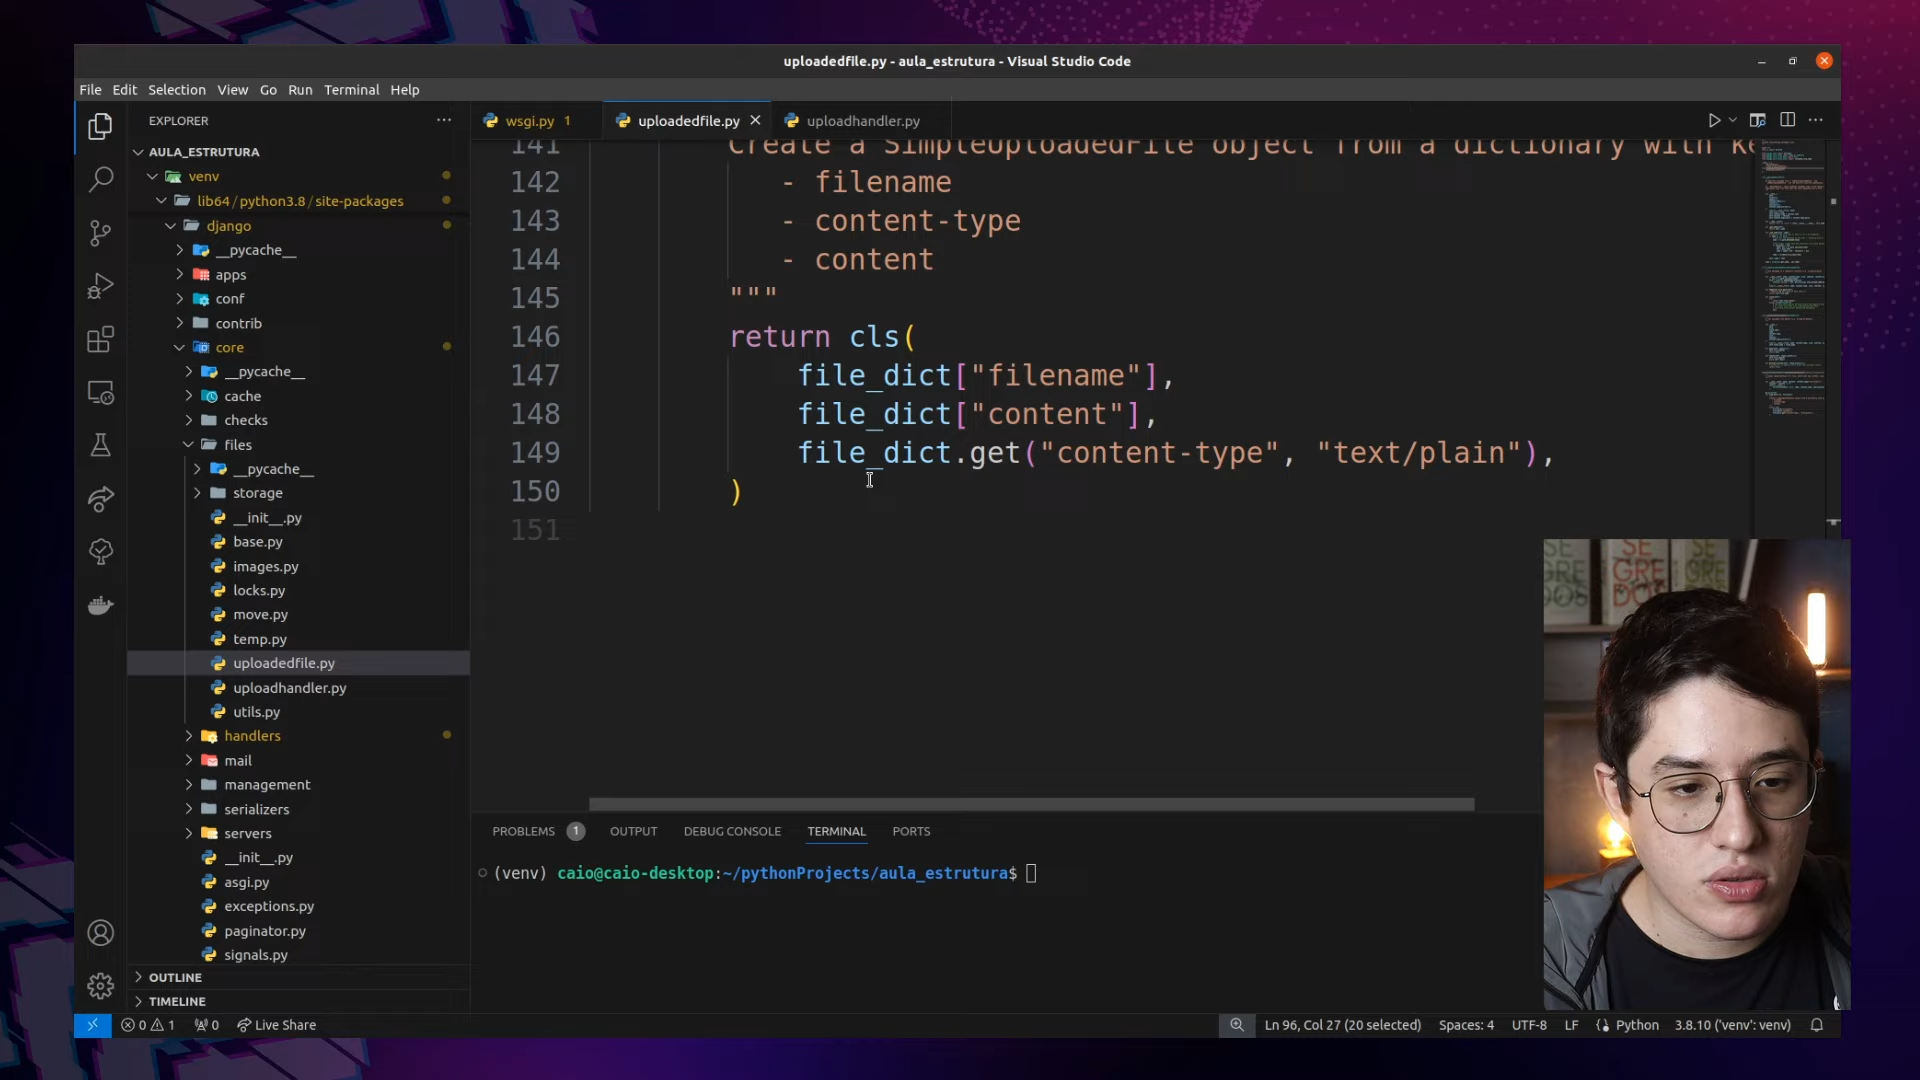 uploadedfile.py - aula_estrutura - Visual Studio Code
File Edit Selection View Go Run Terminal Help
EXPLORER
AULA_ESTRUTURA
venv
lib64 / python3.8 / site-packages
django
__pycache__
apps
conf
contrib
core
__pycache__
cache
checks
files
__pycache__
storage
__init__.py
base.py
images.py
locks.py
move.py
temp.py
uploadedfile.py
uploadhandler.py
utils.py
handlers
mail
management
serializers
servers
__init__.py
asgi.py
exceptions.py
paginator.py
signals.py
OUTLINE
TIMELINE
wsgi.py 1
uploadedfile.py
uploadhandler.py
141 Create a SimpleUploadedFile object from a dictionary with ke
142 - filename
143 - content-type
144 - content
145 """
146 return cls(
147 file_dict["filename"],
148 file_dict["content"],
149 file_dict.get("content-type", "text/plain"),
150 )
151
SE GRE DOS
SE GRE DOS
PROBLEMS 1 OUTPUT DEBUG CONSOLE TERMINAL PORTS
(venv) caio@caio-desktop:~/pythonProjects/aula_estrutura$
0 1 0 Live Share
Ln 96, Col 27 (20 selected) Spaces: 4 UTF-8 LF Python 3.8.10 ('venv': venv)